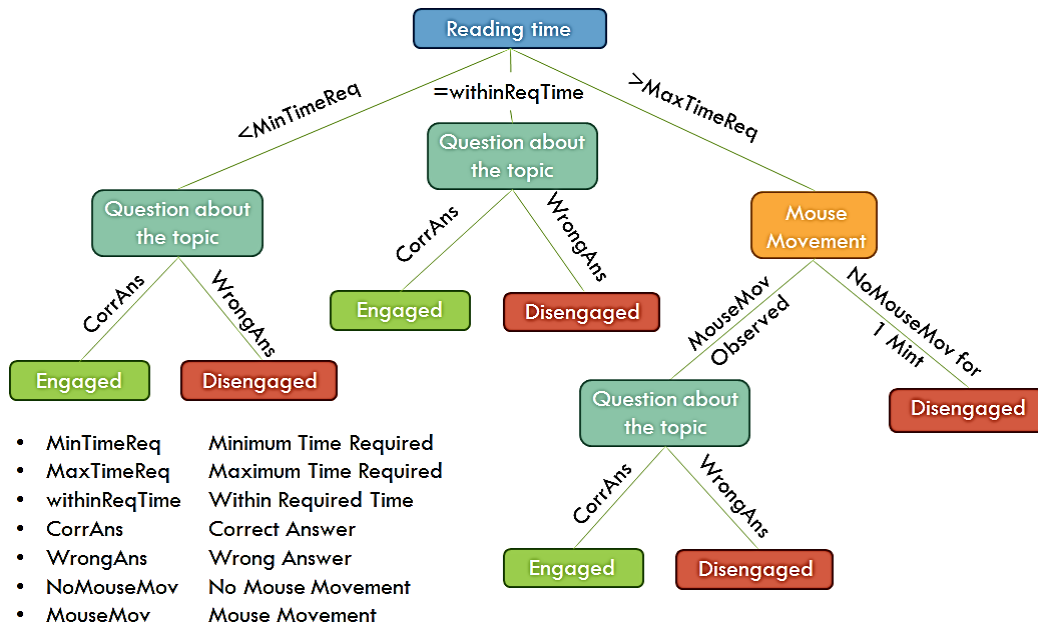 Reading time
<MinTimeReq
=withinReqTime
>MaxTimeReq
Question about
the topic
Question about
the topic
Mouse
Movement
CorrAns
WrongAns
CorrAns
WrongAns
MouseMov
Observed
NoMouseMov for
1 Mint
Engaged
Disengaged
Engaged
Disengaged
Question about
the topic
Disengaged
CorrAns
WrongAns
Engaged
Disengaged
• MinTimeReq Minimum Time Required
• MaxTimeReq Maximum Time Required
• withinReqTime Within Required Time
• CorrAns Correct Answer
• WrongAns Wrong Answer
• NoMouseMov No Mouse Movement
• MouseMov Mouse Movement